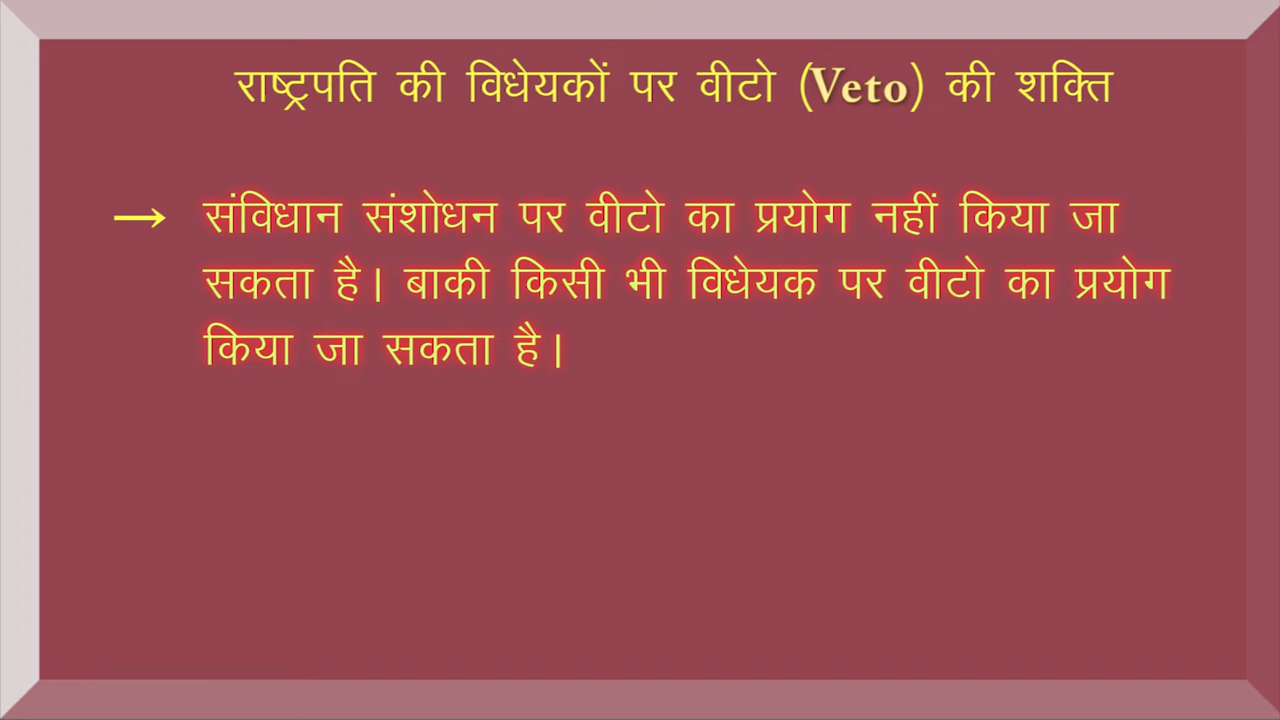 राष्ट्रपति की विधेयकों पर वीटो (Veto) की शक्ति
→ संविधान संशोधन पर वीटो का प्रयोग नहीं किया जा
सकता है। बाकी किसी भी विधेयक पर वीटो का प्रयोग
किया जा सकता है।